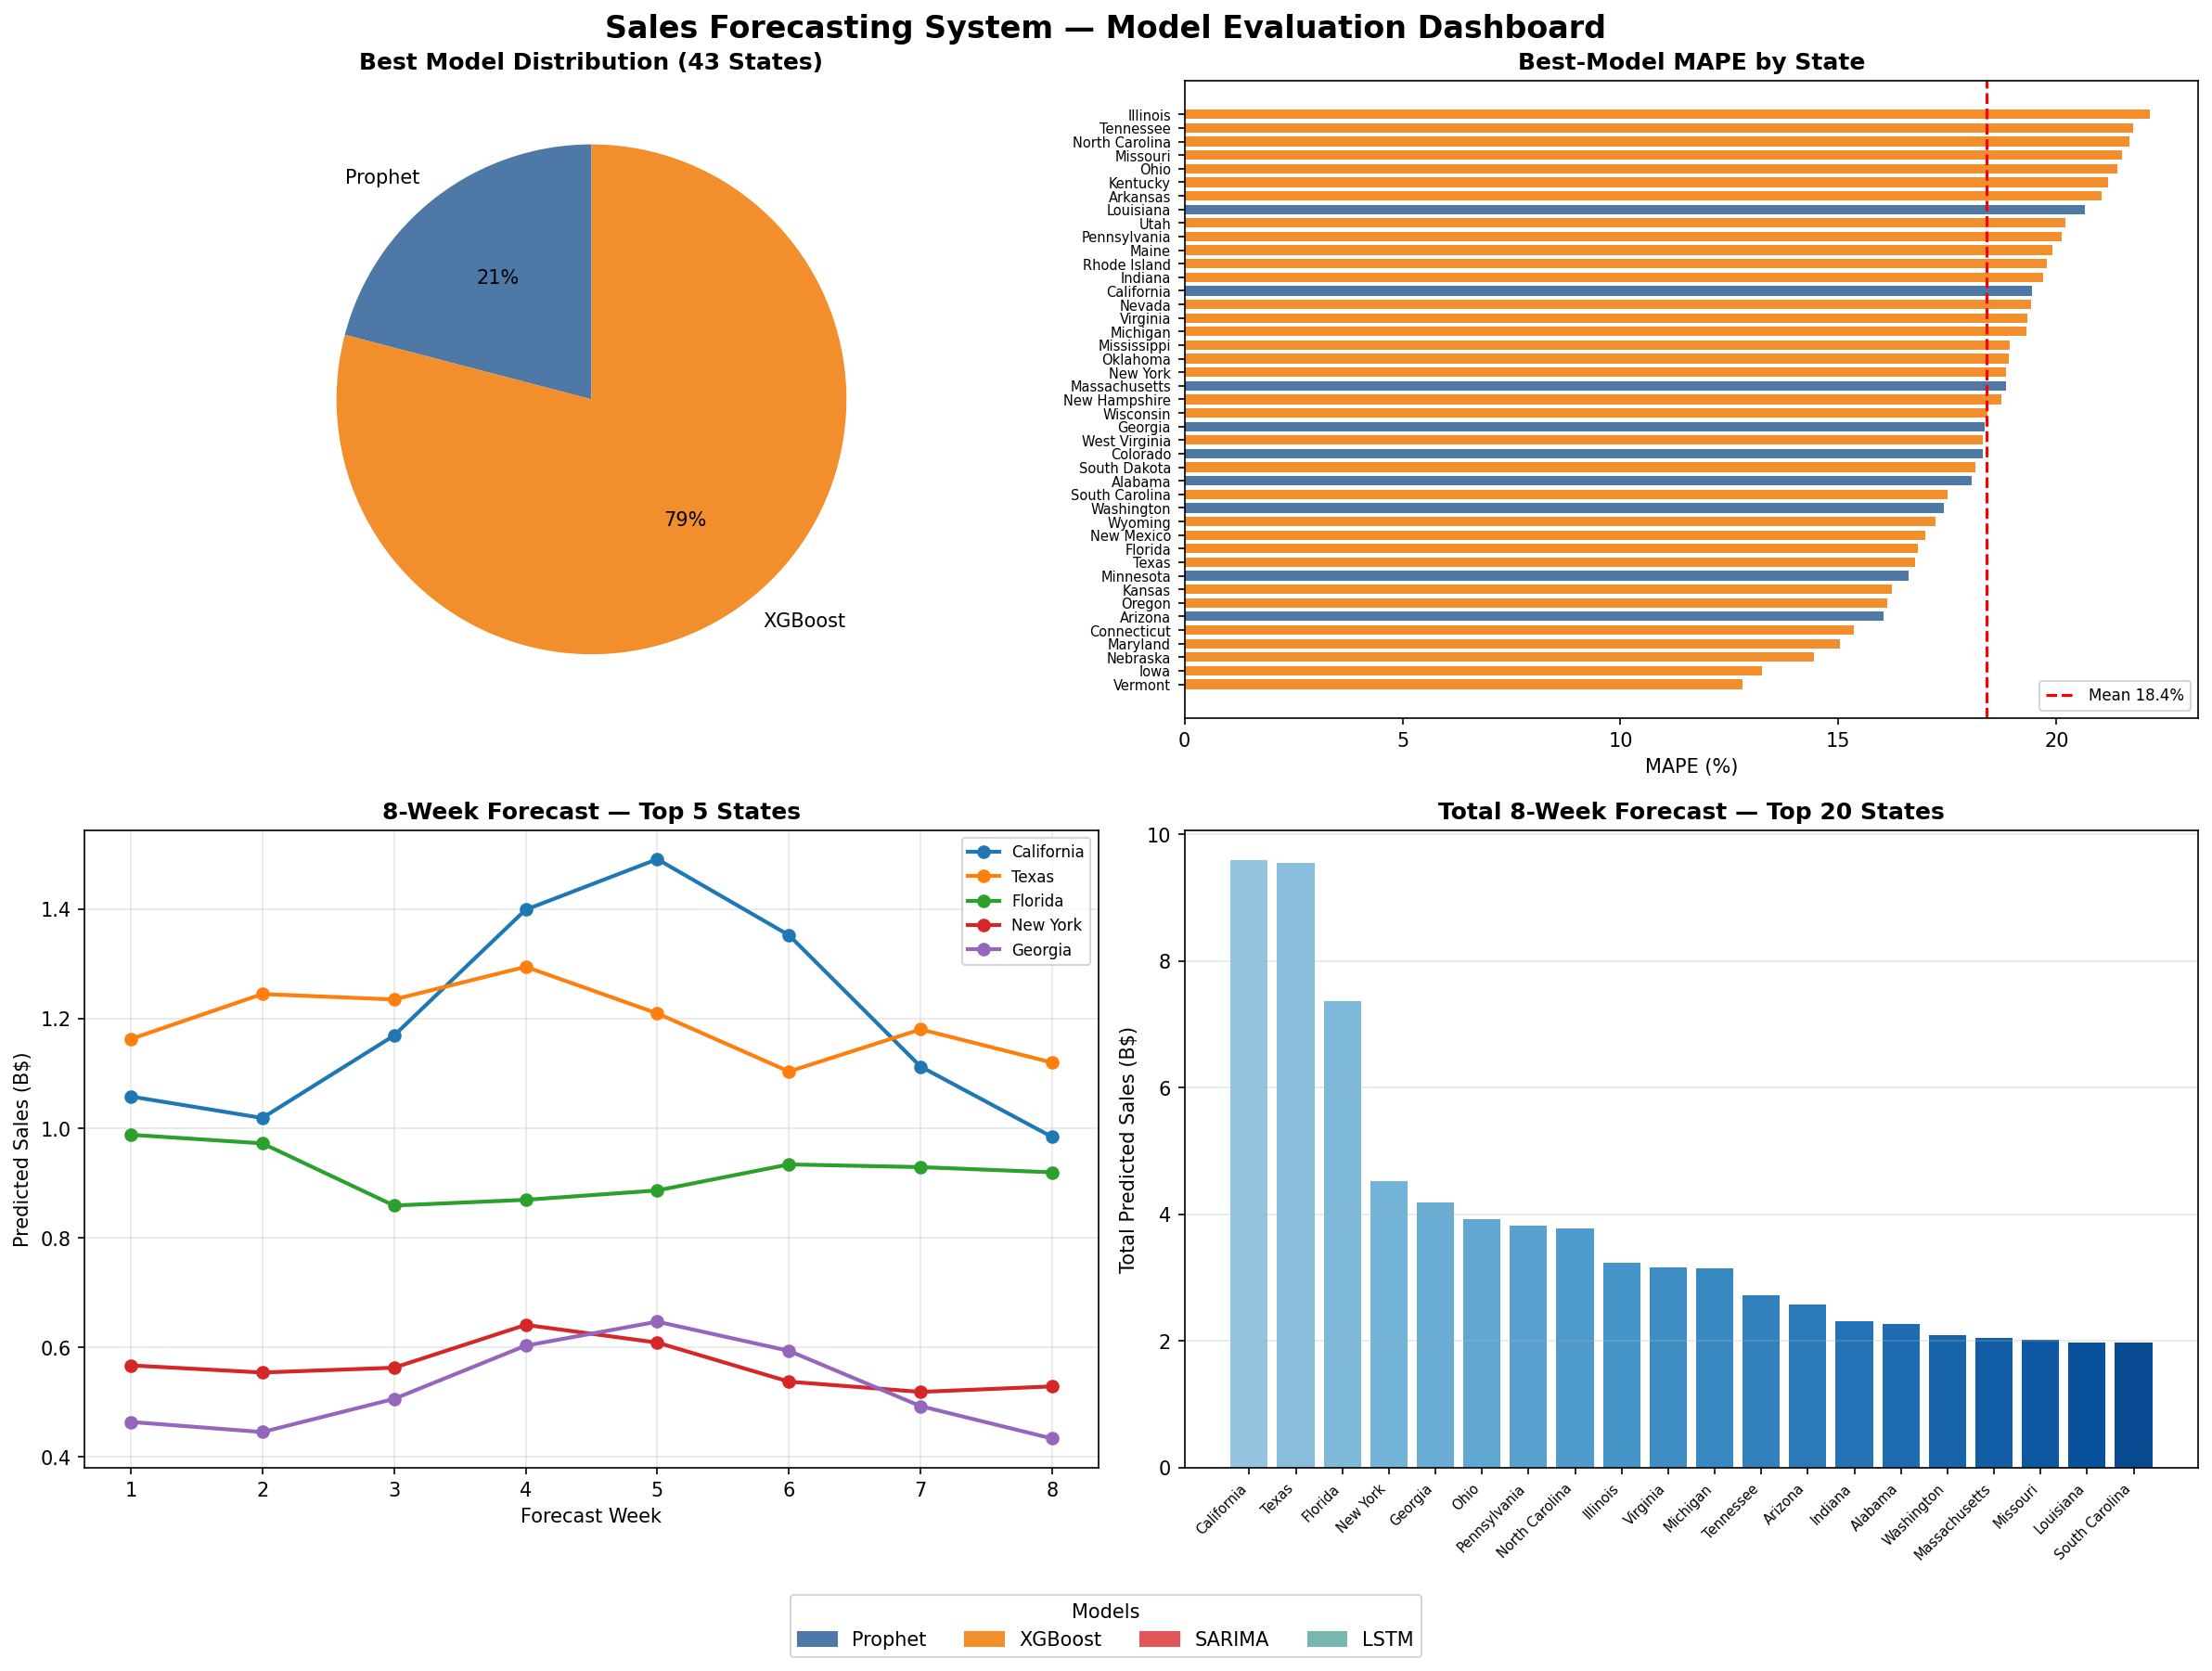 Sales Forecasting System — Model Evaluation Dashboard
Best Model Distribution (43 States)
Prophet
21%
79%
XGBoost
Best-Model MAPE by State
Illinois
Tennessee
North Carolina
Missouri
Ohio
Kentucky
Arkansas
Louisiana
Utah
Pennsylvania
Maine
Rhode Island
Indiana
California
Nevada
Virginia
Michigan
Mississippi
Oklahoma
New York
Massachusetts
New Hampshire
Wisconsin
Georgia
West Virginia
Colorado
South Dakota
Alabama
South Carolina
Washington
Wyoming
New Mexico
Florida
Texas
Minnesota
Kansas
Oregon
Arizona
Connecticut
Maryland
Nebraska
Iowa
Vermont
Mean 18.4%
0 5 10 15 20
MAPE (%)
8-Week Forecast — Top 5 States
California
Texas
Florida
New York
Georgia
1.4
1.2
1.0
0.8
0.6
0.4
Predicted Sales (B$)
1 2 3 4 5 6 7 8
Forecast Week
Total 8-Week Forecast — Top 20 States
10
8
6
4
2
0
Total Predicted Sales (B$)
California
Texas
Florida
New York
Georgia
Ohio
Pennsylvania
North Carolina
Illinois
Virginia
Michigan
Tennessee
Arizona
Indiana
Alabama
Washington
Massachusetts
Missouri
Louisiana
South Carolina
Models
Prophet XGBoost SARIMA LSTM